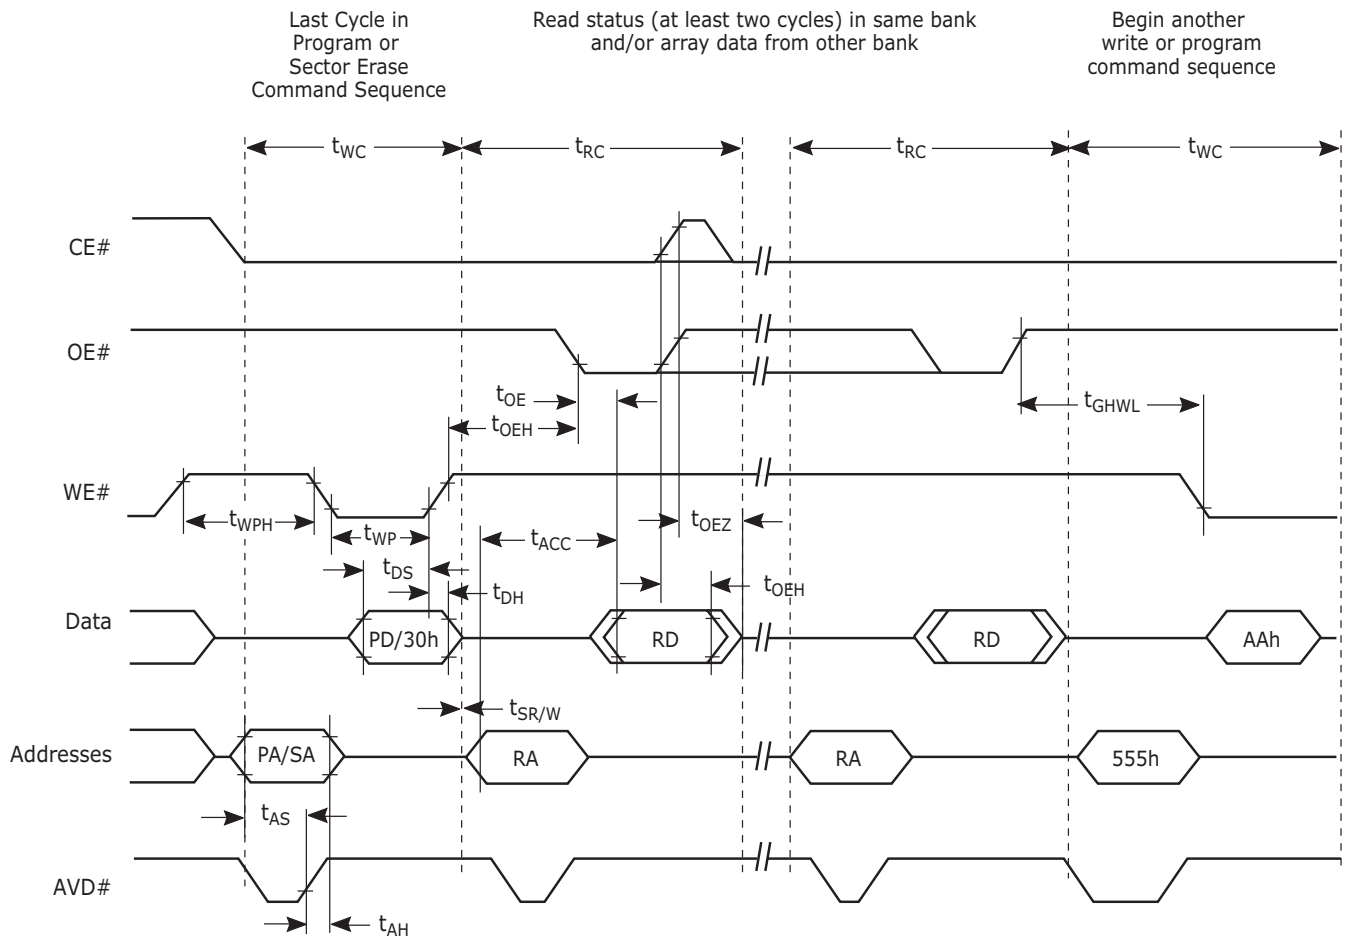 Last Cycle in
Program or
Sector Erase
Command Sequence
Read status (at least two cycles) in same bank
and/or array data from other bank
Begin another
write or program
command sequence
tWC
tRC
tRC
tWC
CE#
OE#
tOE
tGHWL
tOEH
WE#
tWPH
tWP
tOEZ
tACC
tDS
tDH
tOEH
Data
PD/30h
RD
RD
AAh
tSR/W
Addresses
PA/SA
RA
RA
555h
tAS
AVD#
tAH